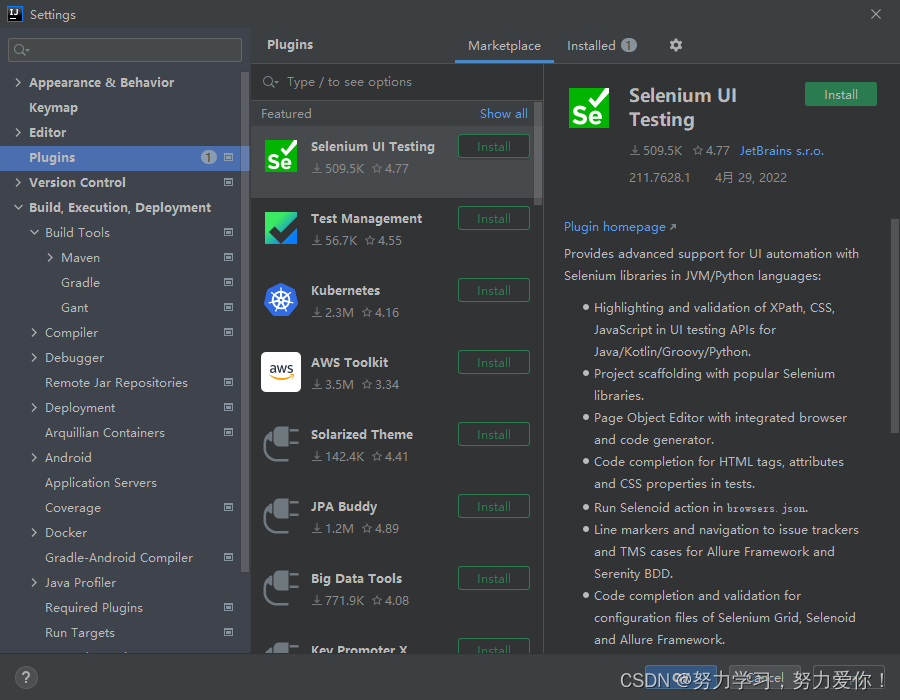 Settings
Appearance & Behavior
Keymap
Editor
Plugins
1
Version Control
Build, Execution, Deployment
Build Tools
Maven
Gradle
Gant
Compiler
Debugger
Remote Jar Repositories
Deployment
Arquillian Containers
Android
Application Servers
Coverage
Docker
Gradle-Android Compiler
Java Profiler
Required Plugins
Run Targets
Plugins
Marketplace
Installed 1
Type / to see options
Featured
Show all
Se
Selenium UI Testing
509.5K 4.77
Install
Test Management
56.7K 4.55
Install
Kubernetes
2.3M 4.16
Install
aws
AWS Toolkit
3.5M 3.34
Install
Solarized Theme
142.4K 4.41
Install
JPA Buddy
1.2M 4.89
Install
Big Data Tools
771.9K 4.08
Install
Key Promoter X
Install
Se
Selenium UI
Testing
Install
509.5K 4.77 JetBrains s.r.o.
211.7628.1 4月 29, 2022
Plugin homepage
Provides advanced support for UI automation with
Selenium libraries in JVM/Python languages:
Highlighting and validation of XPath, CSS,
JavaScript in UI testing APIs for
Java/Kotlin/Groovy/Python.
Project scaffolding with popular Selenium
libraries.
Page Object Editor with integrated browser
and code generator.
Code completion for HTML tags, attributes
and CSS properties in tests.
Run Selenoid action in browsers.json.
Line markers and navigation to issue trackers
and TMS cases for Allure Framework and
Serenity BDD.
Code completion and validation for
configuration files of Selenium Grid, Selenoid
and Allure Framework.
?
OK
Cancel
CSDN @努力学习,努力爱你!